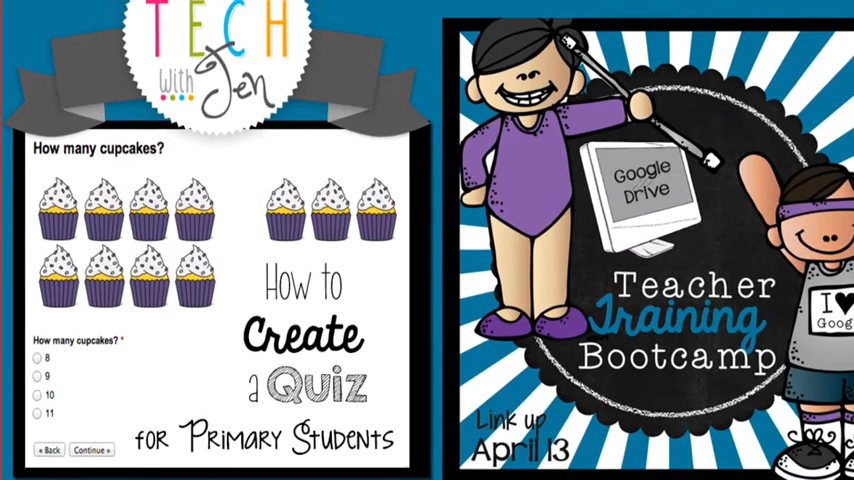 TECH
with Jen
How many cupcakes?
How to
Create
a Quiz
for Primary Students
How many cupcakes? *
8
9
10
11
« Back
Continue »
Google
Drive
Teacher
Training
Bootcamp
Link up
April 13
I ♥
Goog